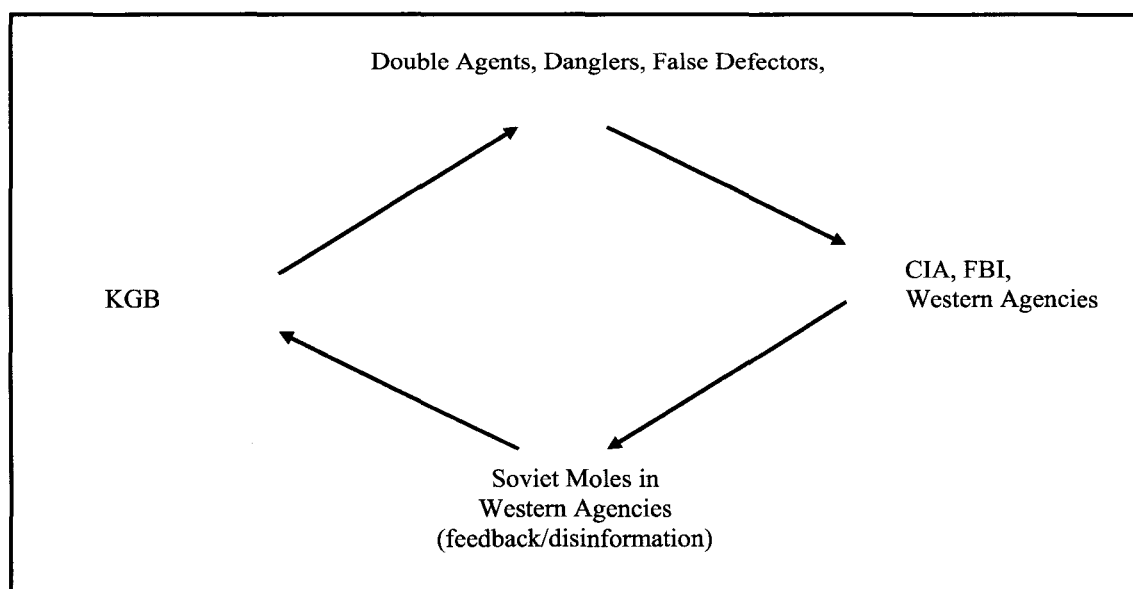 Double Agents, Danglers, False Defectors,
KGB
CIA, FBI,
Western Agencies
Soviet Moles in
Western Agencies
(feedback/disinformation)